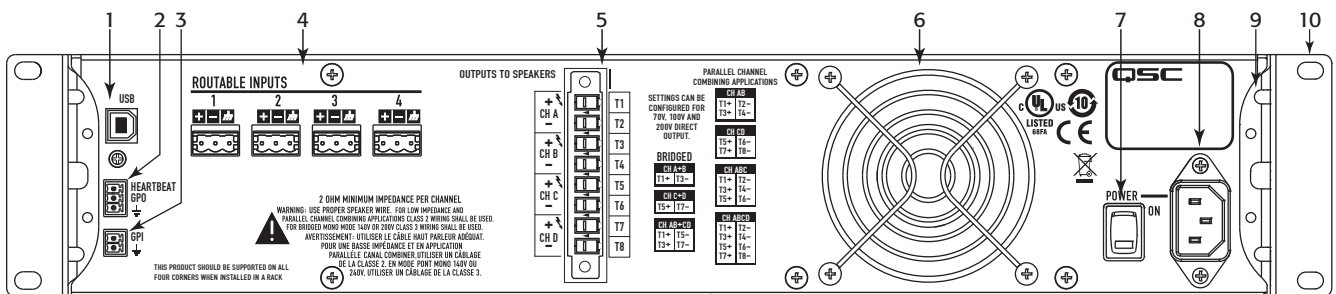 1 2 3 4 5 6 7 8 9 10
USB
HEARTBEAT
GPO
GPI
THIS PRODUCT SHOULD BE SUPPORTED ON ALL
FOUR CORNERS WHEN INSTALLED IN A RACK
ROUTABLE INPUTS
1 2 3 4
+ − + − + − + −
2 OHM MINIMUM IMPEDANCE PER CHANNEL
WARNING: USE PROPER SPEAKER WIRE. FOR LOW IMPEDANCE AND
PARALLEL CHANNEL COMBINING APPLICATIONS CLASS 2 WIRING SHALL BE USED.
FOR BRIDGED MONO MODE 140V OR 200V CLASS 3 WIRING SHALL BE USED.
AVERTISSEMENT: UTILISER LE CÂBLE HAUT PARLEUR ADÉQUAT.
POUR UNE BASSE IMPÉDANCE ET EN APPLICATION
PARALLÈLE CANAL COMBINER,UTILISER UN CÂBLAGE
DE LA CLASSE 2. EN MODE PONT MONO 140V OU
240V, UTILISER UN CÂBLAGE DE LA CLASSE 3.
OUTPUTS TO SPEAKERS
+
CH A
−
+
CH B
−
+
CH C
−
+
CH D
−
T1
T2
T3
T4
T5
T6
T7
T8
SETTINGS CAN BE
CONFIGURED FOR
70V, 100V AND
200V DIRECT
OUTPUT.
BRIDGED
CH A+B
T1+ T3−
CH C+D
T5+ T7−
CH AB+CD
T1+ T5−
T3+ T7−
PARALLEL CHANNEL
COMBINING APPLICATIONS
CH AB
T1+ T2−
T3+ T4−
CH CD
T5+ T6−
T7+ T8−
CH ABC
T1+ T2−
T3+ T4−
T5+ T6−
CH ABCD
T1+ T2−
T3+ T4−
T5+ T6−
T7+ T8−
C UL US
LISTED
68FA
10
CE
QSC
POWER
ON